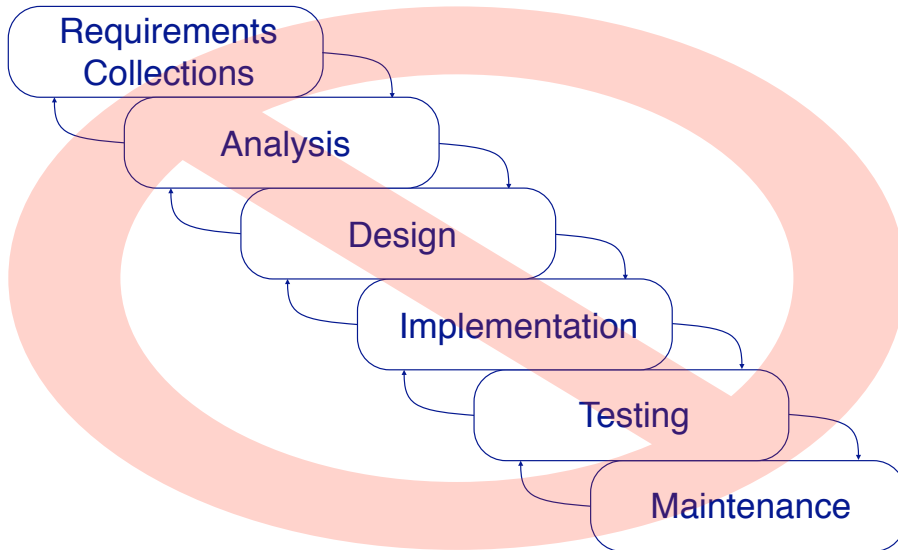 Requirements
Collections
Analysis
Design
Implementation
Testing
Maintenance